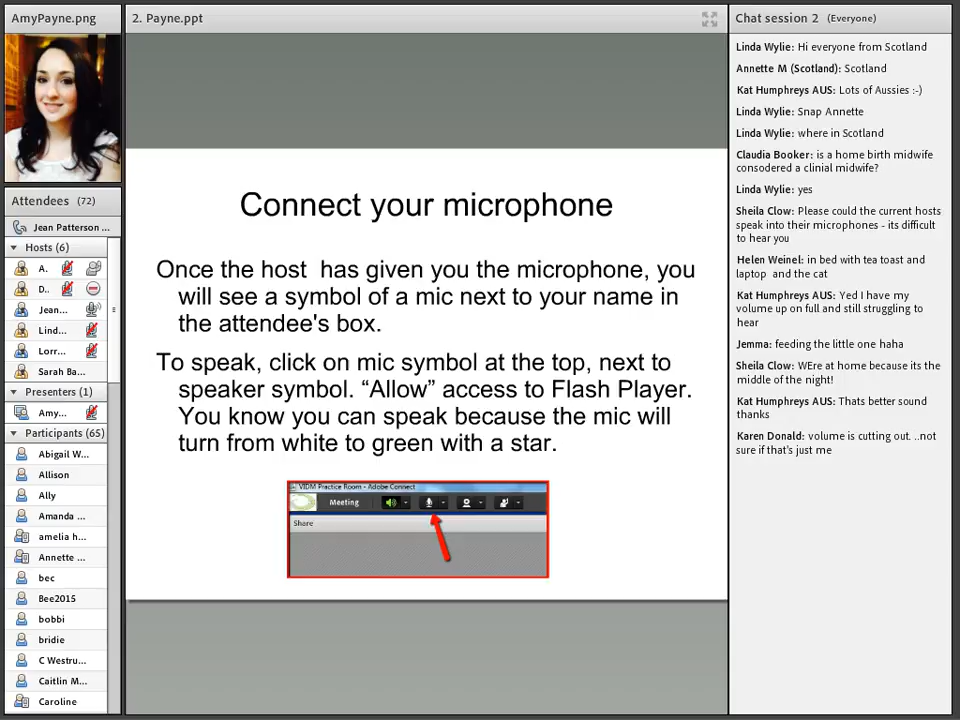 AmyPayne.png
Attendees (72)
Jean Patterson ...
Hosts (6)
A.
D..
Jean...
Lind...
Lorr...
Sarah Ba...
Presenters (1)
Amy...
Participants (65)
Abigail W...
Allison
Ally
Amanda ...
amelia h...
Annette ...
bec
Bee2015
bobbi
bridie
C Westru...
Caitlin M...
Caroline
2. Payne.ppt
Connect your microphone
Once the host has given you the microphone, you
will see a symbol of a mic next to your name in
the attendee's box.
To speak, click on mic symbol at the top, next to
speaker symbol. “Allow” access to Flash Player.
You know you can speak because the mic will
turn from white to green with a star.
VIDM Practice Room - Adobe Connect
Meeting
Share
Chat session 2 (Everyone)
Linda Wylie: Hi everyone from Scotland
Annette M (Scotland): Scotland
Kat Humphreys AUS: Lots of Aussies :-)
Linda Wylie: Snap Annette
Linda Wylie: where in Scotland
Claudia Booker: is a home birth midwife
consodered a clinial midwife?
Linda Wylie: yes
Sheila Clow: Please could the current hosts
speak into their microphones - its difficult
to hear you
Helen Weinel: in bed with tea toast and
laptop and the cat
Kat Humphreys AUS: Yed I have my
volume up on full and still struggling to
hear
Jemma: feeding the little one haha
Sheila Clow: WEre at home because its the
middle of the night!
Kat Humphreys AUS: Thats better sound
thanks
Karen Donald: volume is cutting out. ..not
sure if that's just me